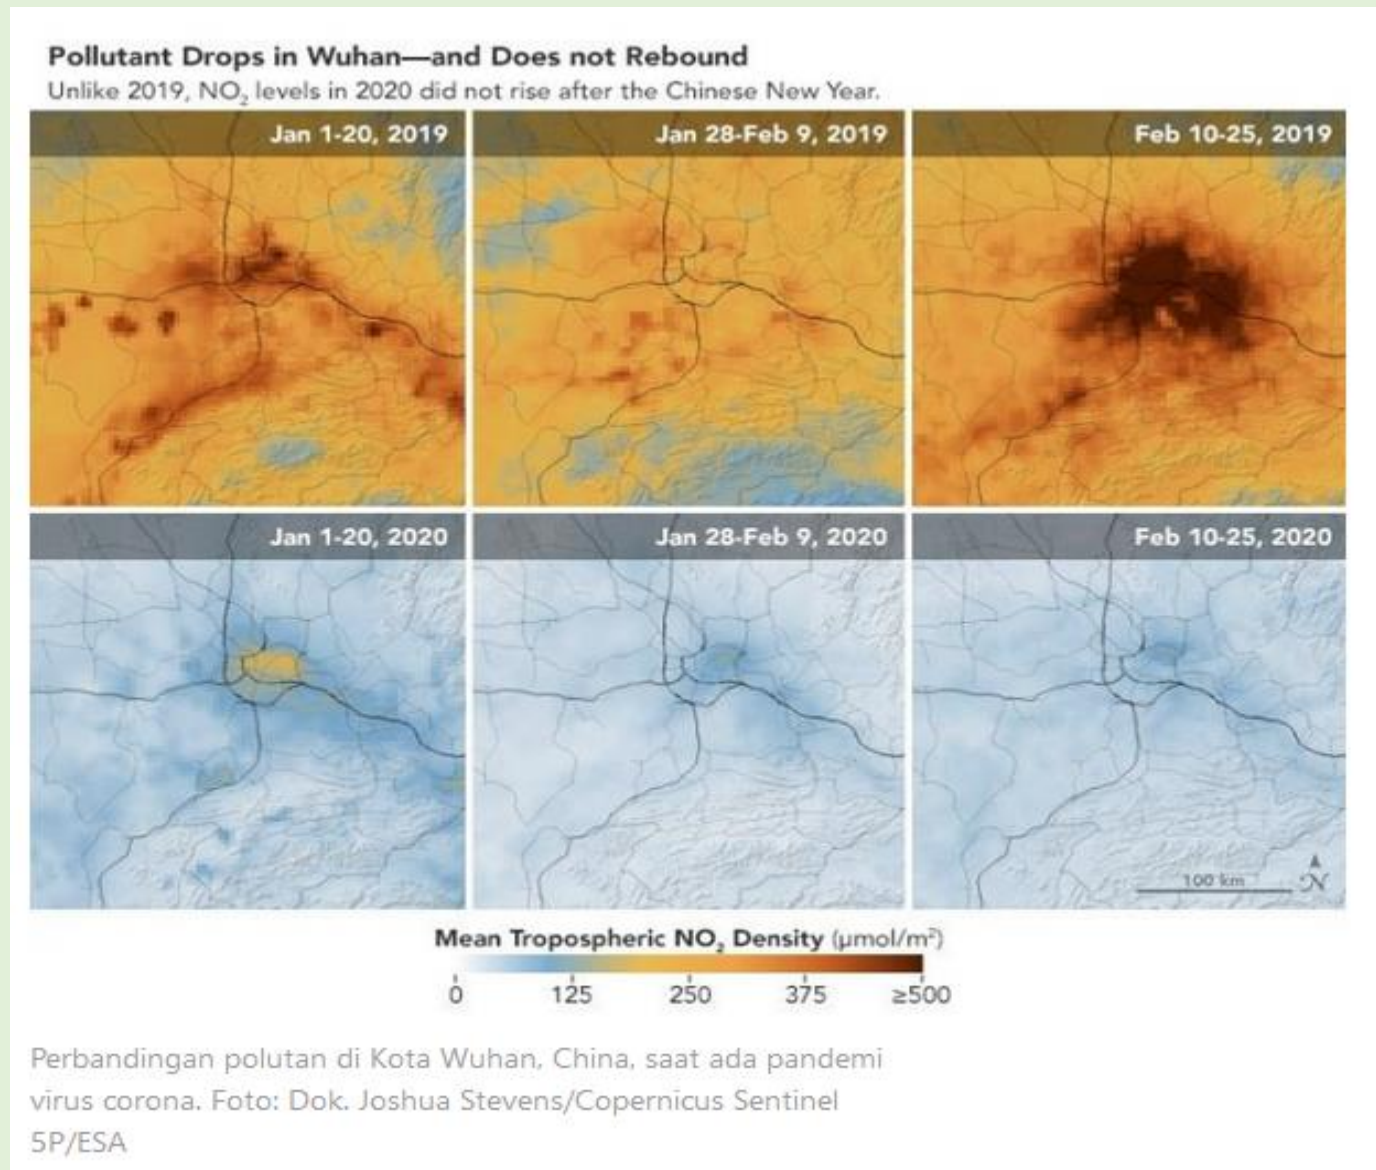 Pollutant Drops in Wuhan—and Does not Rebound
Unlike 2019, NO₂ levels in 2020 did not rise after the Chinese New Year.
Jan 1-20, 2019
Jan 28-Feb 9, 2019
Feb 10-25, 2019
Jan 1-20, 2020
Jan 28-Feb 9, 2020
Feb 10-25, 2020
100 km
N
Mean Tropospheric NO₂ Density (µmol/m²)
0 125 250 375 ≥500
Perbandingan polutan di Kota Wuhan, China, saat ada pandemi
virus corona. Foto: Dok. Joshua Stevens/Copernicus Sentinel
5P/ESA